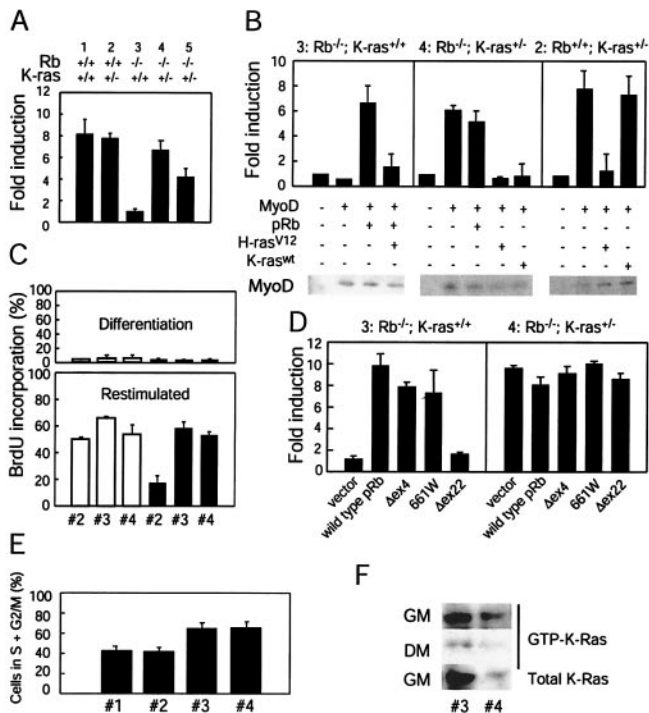 A
1 2 3 4 5
Rb +/+ +/+ -/- -/- -/-
K-ras +/+ +/- +/+ +/- +/-
Fold induction
12
10
8
6
4
2
0
B
3: Rb-/-; K-ras+/+ 4: Rb-/-; K-ras+/- 2: Rb+/+; K-ras+/-
Fold induction
10
8
6
4
2
0
MyoD - + + + - + + + + - + + +
pRb - - + + - - + - - - - - -
H-rasV12 - - - + - - - + - - - + -
K-raswt - - - - - - - - + - - - +
MyoD
C
BrdU incorporation (%)
Differentiation
100
80
60
40
20
0
Restimulated
100
80
60
40
20
0
#2 #3 #4 #2 #3 #4
D
3: Rb-/-; K-ras+/+ 4: Rb-/-; K-ras+/-
Fold induction
12
10
8
6
4
2
0
vector wild type pRb Δex4 661W Δex22 vector wild type pRb Δex4 661W Δex22
E
Cells in S + G2/M (%)
100
80
60
40
20
0
#1 #2 #3 #4
F
GM
DM
GTP-K-Ras
GM Total K-Ras
#3 #4